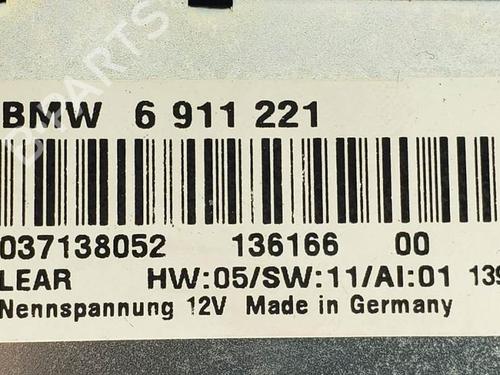 BMW 6 911 221
037138052 136166 00
LEAR HW:05/SW:11/AI:01 139
Nennspannung 12V Made in Germany
B-PARTS